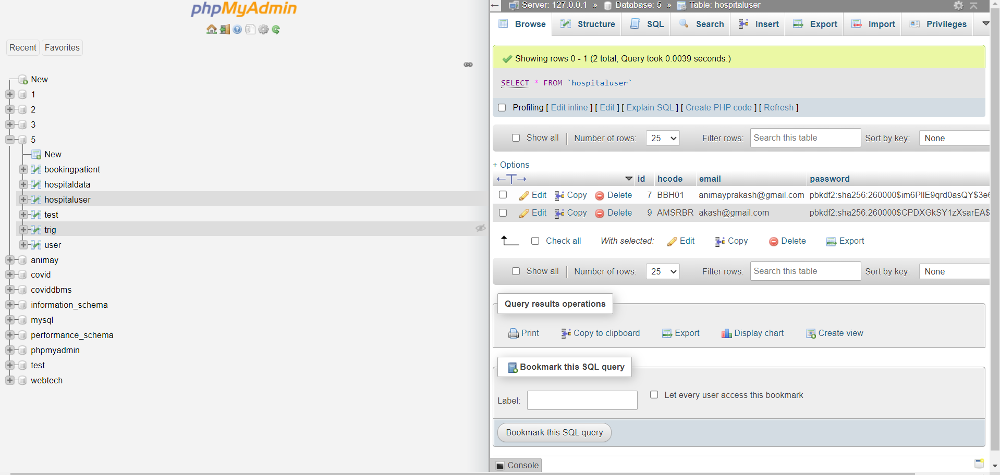 phpMyAdmin
Recent Favorites
New
1
2
3
5
New
bookingpatient
hospitaldata
hospitaluser
test
trig
user
animay
covid
coviddbms
information_schema
mysql
performance_schema
phpmyadmin
test
webtech
Server: 127.0.0.1 » Database: 5 » Table: hospitaluser
Browse Structure SQL Search Insert Export Import Privileges
Showing rows 0 - 1 (2 total, Query took 0.0039 seconds.)
SELECT * FROM `hospitaluser`
Profiling [ Edit inline ] [ Edit ] [ Explain SQL ] [ Create PHP code ] [ Refresh ]
Show all Number of rows: 25 Filter rows: Search this table Sort by key: None
+ Options
←T→ id hcode email password
Edit Copy Delete 7 BBH01 animayprakash@gmail.com pbkdf2:sha256:260000$im6PllE9qrd0asQY$3e6
Edit Copy Delete 9 AMSRBR akash@gmail.com pbkdf2:sha256:260000$CPDXGkSY1zXsarEA$
Check all With selected: Edit Copy Delete Export
Show all Number of rows: 25 Filter rows: Search this table Sort by key: None
Query results operations
Print Copy to clipboard Export Display chart Create view
Bookmark this SQL query
Label: Let every user access this bookmark
Bookmark this SQL query
Console